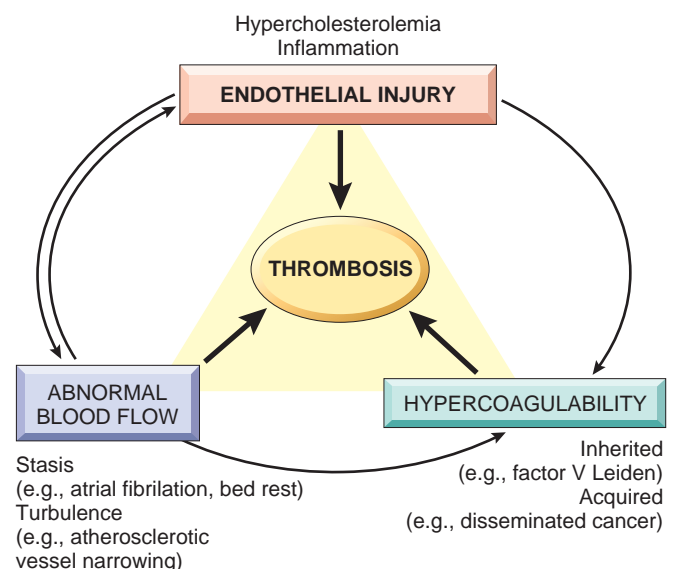 Hypercholesterolemia
Inflammation
ENDOTHELIAL INJURY
THROMBOSIS
ABNORMAL
BLOOD FLOW
HYPERCOAGULABILITY
Stasis
(e.g., atrial fibrilation, bed rest)
Turbulence
(e.g., atherosclerotic
vessel narrowing)
Inherited
(e.g., factor V Leiden)
Acquired
(e.g., disseminated cancer)